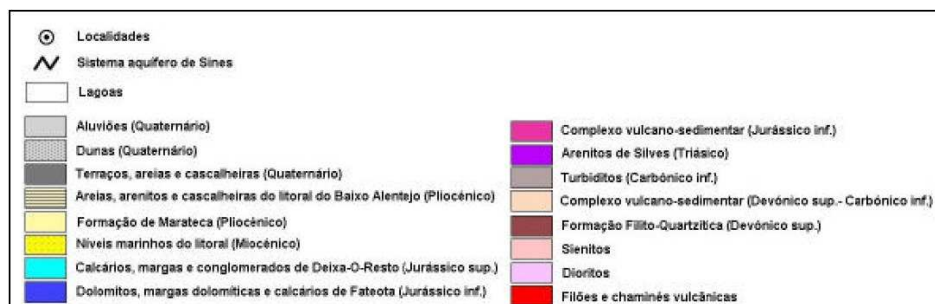 Localidades
Sistema aquífero de Sines
Lagoas
Aluviões (Quaternário)
Dunas (Quaternário)
Terraços, areias e cascalheiras (Quaternário)
Areias, arenitos e cascalheiras do litoral do Baixo Alentejo (Pliocénico)
Formação de Marateca (Pliocénico)
Níveis marinhos do litoral (Miocénico)
Calcários, margas e conglomerados de Deixa-O-Resto (Jurássico sup.)
Dolomitos, margas dolomíticas e calcários de Fateota (Jurássico inf.)
Complexo vulcano-sedimentar (Jurássico inf.)
Arenitos de Silves (Triásico)
Turbiditos (Carbónico inf.)
Complexo vulcano-sedimentar (Devónico sup.- Carbónico inf.)
Formação Filito-Quartzítica (Devónico sup.)
Sienitos
Dioritos
Filões e chaminés vulcânicas